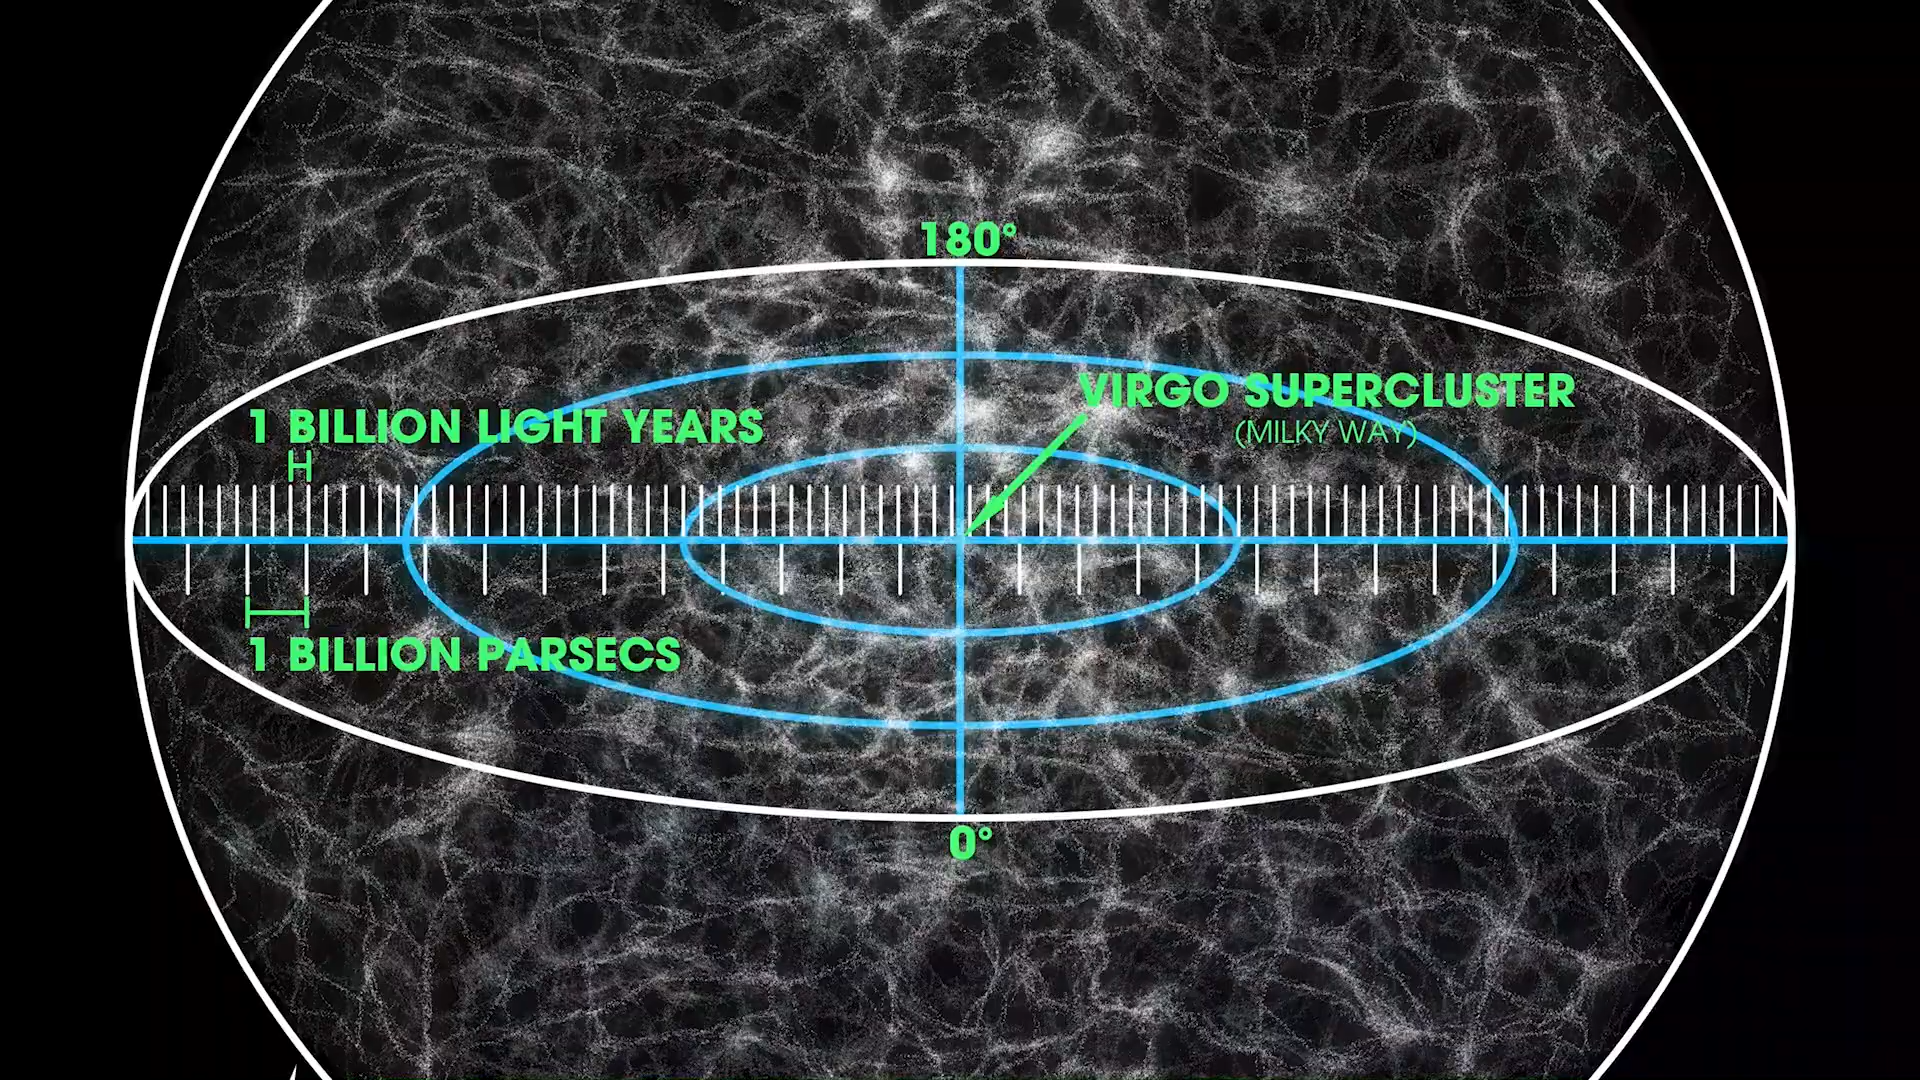 180°
VIRGO SUPERCLUSTER
(MILKY WAY)
1 BILLION LIGHT YEARS
1 BILLION PARSECS
0°